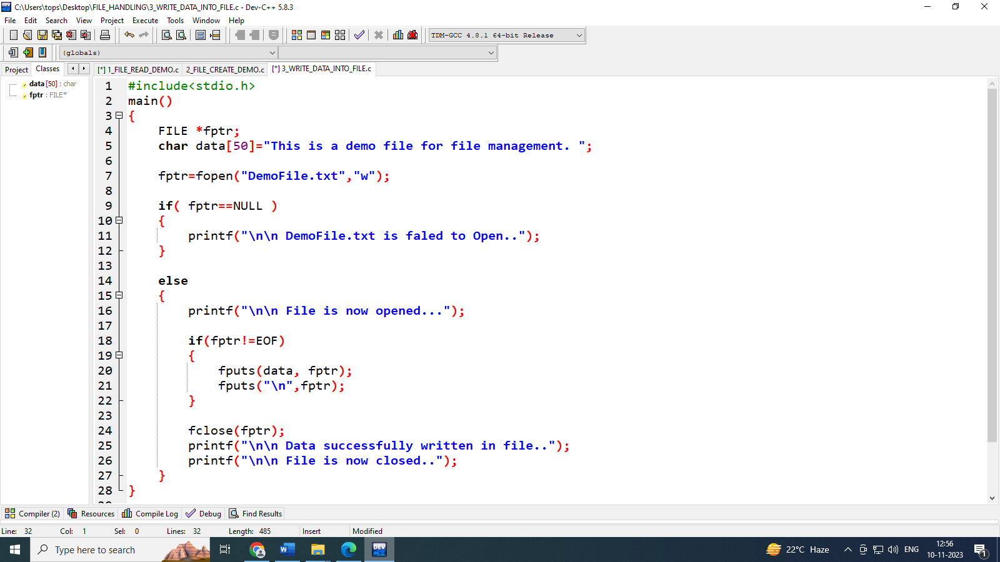 C:\Users\tops\Desktop\FILE_HANDLING\3_WRITE_DATA_INTO_FILE.c - Dev-C++ 5.8.3
File Edit Search View Project Execute Tools Window Help
TDM-GCC 4.8.1 64-bit Release
(globals)
Project Classes [*] 1_FILE_READ_DEMO.c 2_FILE_CREATE_DEMO.c [*] 3_WRITE_DATA_INTO_FILE.c
data [50] : char
fptr : FILE*
1 #include<stdio.h>
2 main()
3 {
4 FILE *fptr;
5 char data[50]="This is a demo file for file management. ";
6
7 fptr=fopen("DemoFile.txt","w");
8
9 if( fptr==NULL )
10 {
11 printf("\n\n DemoFile.txt is faled to Open..");
12 }
13
14 else
15 {
16 printf("\n\n File is now opened...");
17
18 if(fptr!=EOF)
19 {
20 fputs(data, fptr);
21 fputs("\n",fptr);
22 }
23
24 fclose(fptr);
25 printf("\n\n Data successfully written in file..");
26 printf("\n\n File is now closed..");
27 }
28 }
Compiler (2) Resources Compile Log Debug Find Results
Line: 32 Col: 1 Sel: 0 Lines: 32 Length: 485 Insert Modified
Type here to search
22°C Haze ENG 12:56
10-11-2023 1